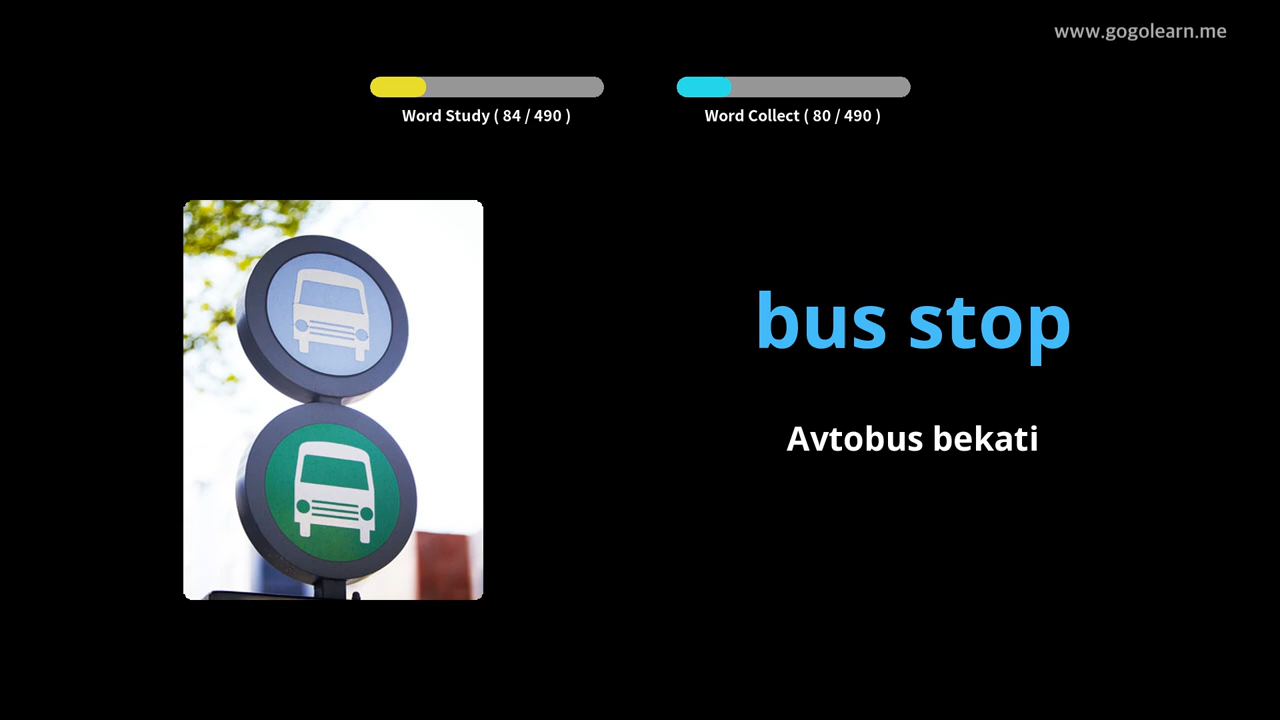 www.gogolearn.me
Word Study ( 84 / 490 )
Word Collect ( 80 / 490 )
bus stop
Avtobus bekati